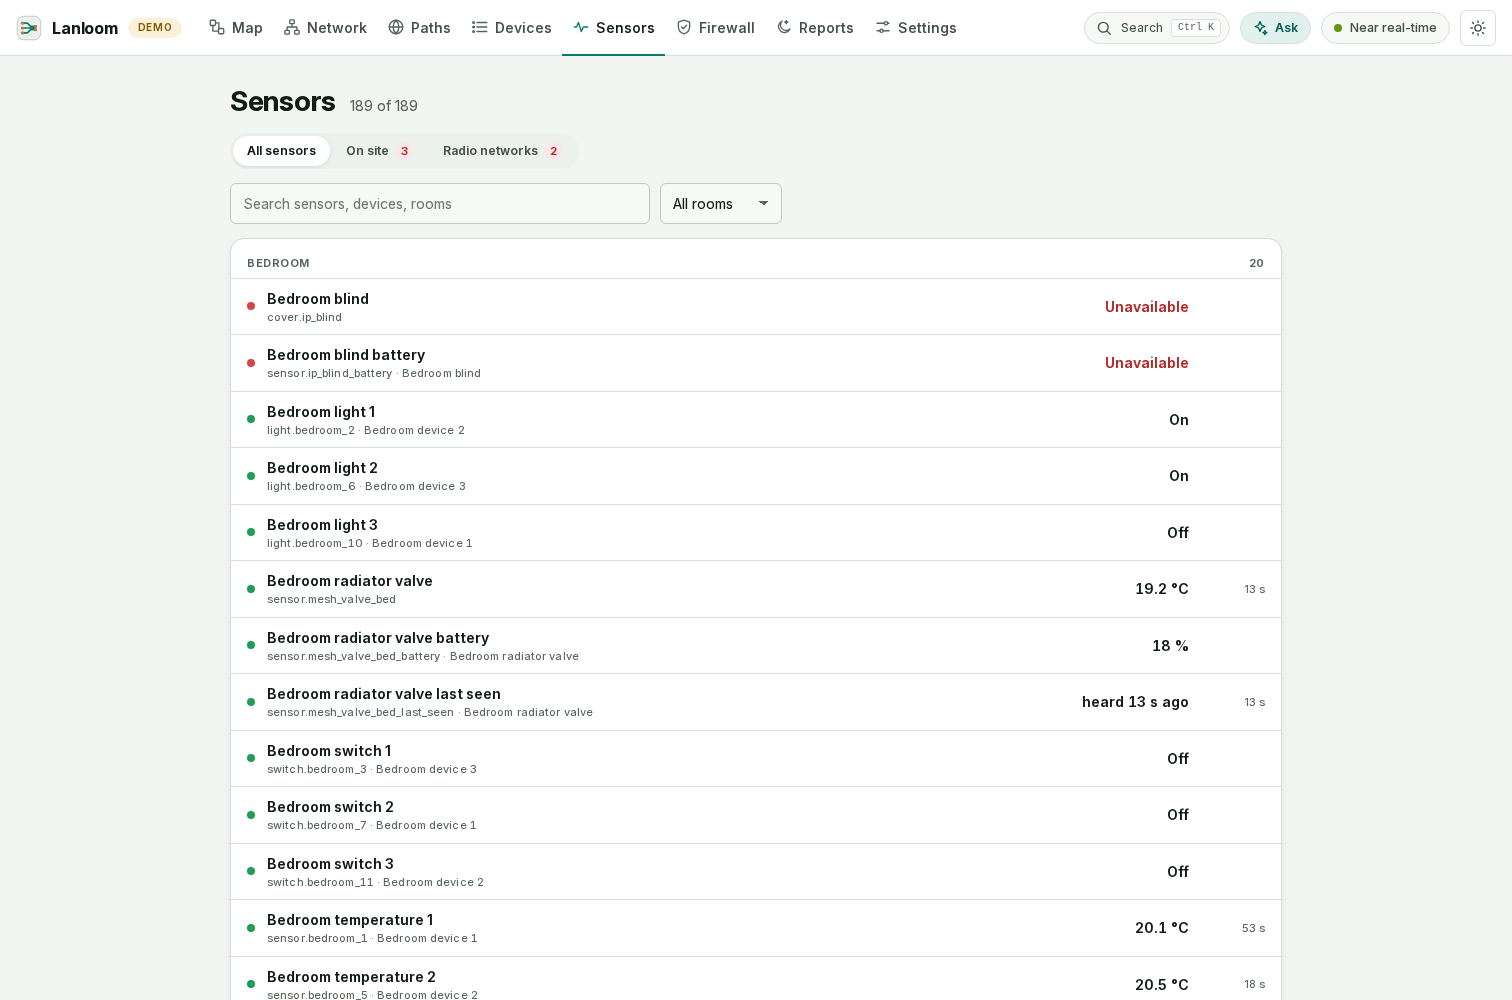 Lanloom DEMO Map Network Paths Devices Sensors Firewall Reports Settings Search Ctrl K Ask Near real-time
Sensors 189 of 189
All sensors On site 3 Radio networks 2
Search sensors, devices, rooms All rooms
BEDROOM 20
Bedroom blind
cover.ip_blind
Unavailable
Bedroom blind battery
sensor.ip_blind_battery · Bedroom blind
Unavailable
Bedroom light 1
light.bedroom_2 · Bedroom device 2
On
Bedroom light 2
light.bedroom_6 · Bedroom device 3
On
Bedroom light 3
light.bedroom_10 · Bedroom device 1
Off
Bedroom radiator valve
sensor.mesh_valve_bed
19.2 °C 13 s
Bedroom radiator valve battery
sensor.mesh_valve_bed_battery · Bedroom radiator valve
18 %
Bedroom radiator valve last seen
sensor.mesh_valve_bed_last_seen · Bedroom radiator valve
heard 13 s ago 13 s
Bedroom switch 1
switch.bedroom_3 · Bedroom device 3
Off
Bedroom switch 2
switch.bedroom_7 · Bedroom device 1
Off
Bedroom switch 3
switch.bedroom_11 · Bedroom device 2
Off
Bedroom temperature 1
sensor.bedroom_1 · Bedroom device 1
20.1 °C 53 s
Bedroom temperature 2
sensor.bedroom_5 · Bedroom device 2
20.5 °C 18 s